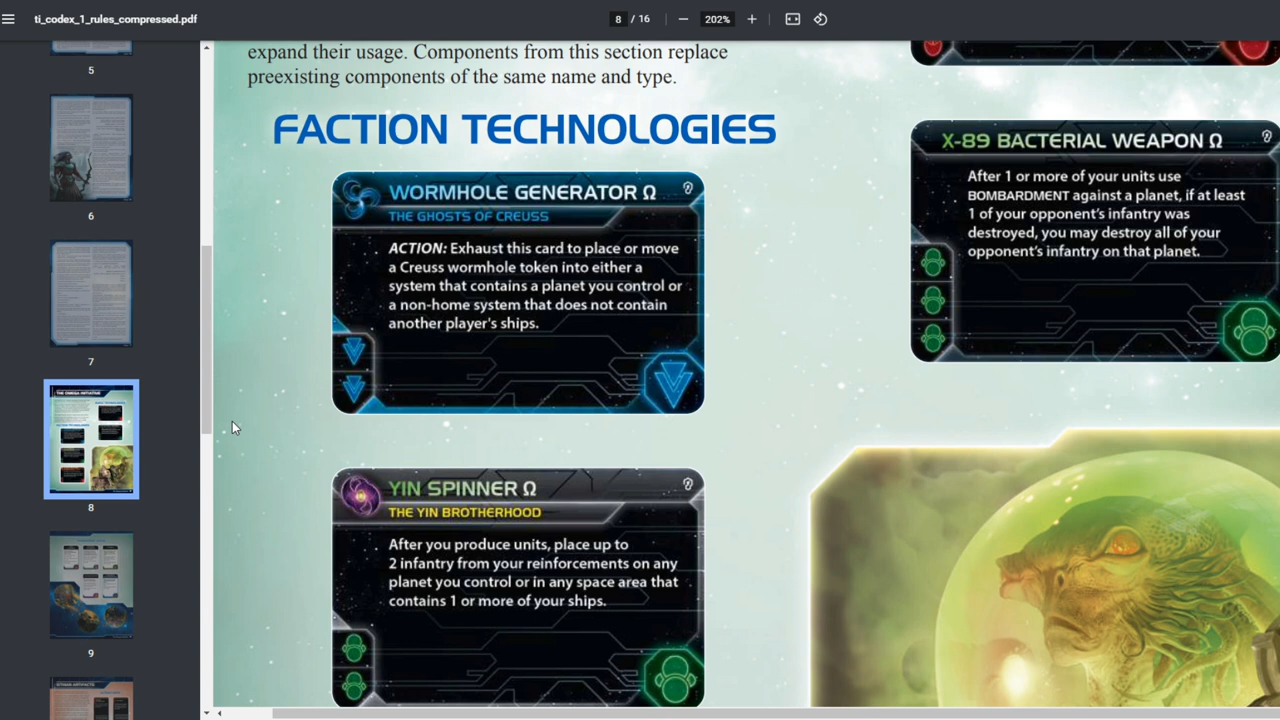 ti_codex_1_rules_compressed.pdf
8 / 16
202%
5
6
7
8
9
expand their usage. Components from this section replace
preexisting components of the same name and type.
FACTION TECHNOLOGIES
WORMHOLE GENERATOR Ω
THE GHOSTS OF CREUSS
ACTION: Exhaust this card to place or move
a Creuss wormhole token into either a
system that contains a planet you control or
a non-home system that does not contain
another player's ships.
YIN SPINNER Ω
THE YIN BROTHERHOOD
After you produce units, place up to
2 infantry from your reinforcements on any
planet you control or in any space area that
contains 1 or more of your ships.
X-89 BACTERIAL WEAPON Ω
After 1 or more of your units use
BOMBARDMENT against a planet, if at least
1 of your opponent's infantry was
destroyed, you may destroy all of your
opponent's infantry on that planet.